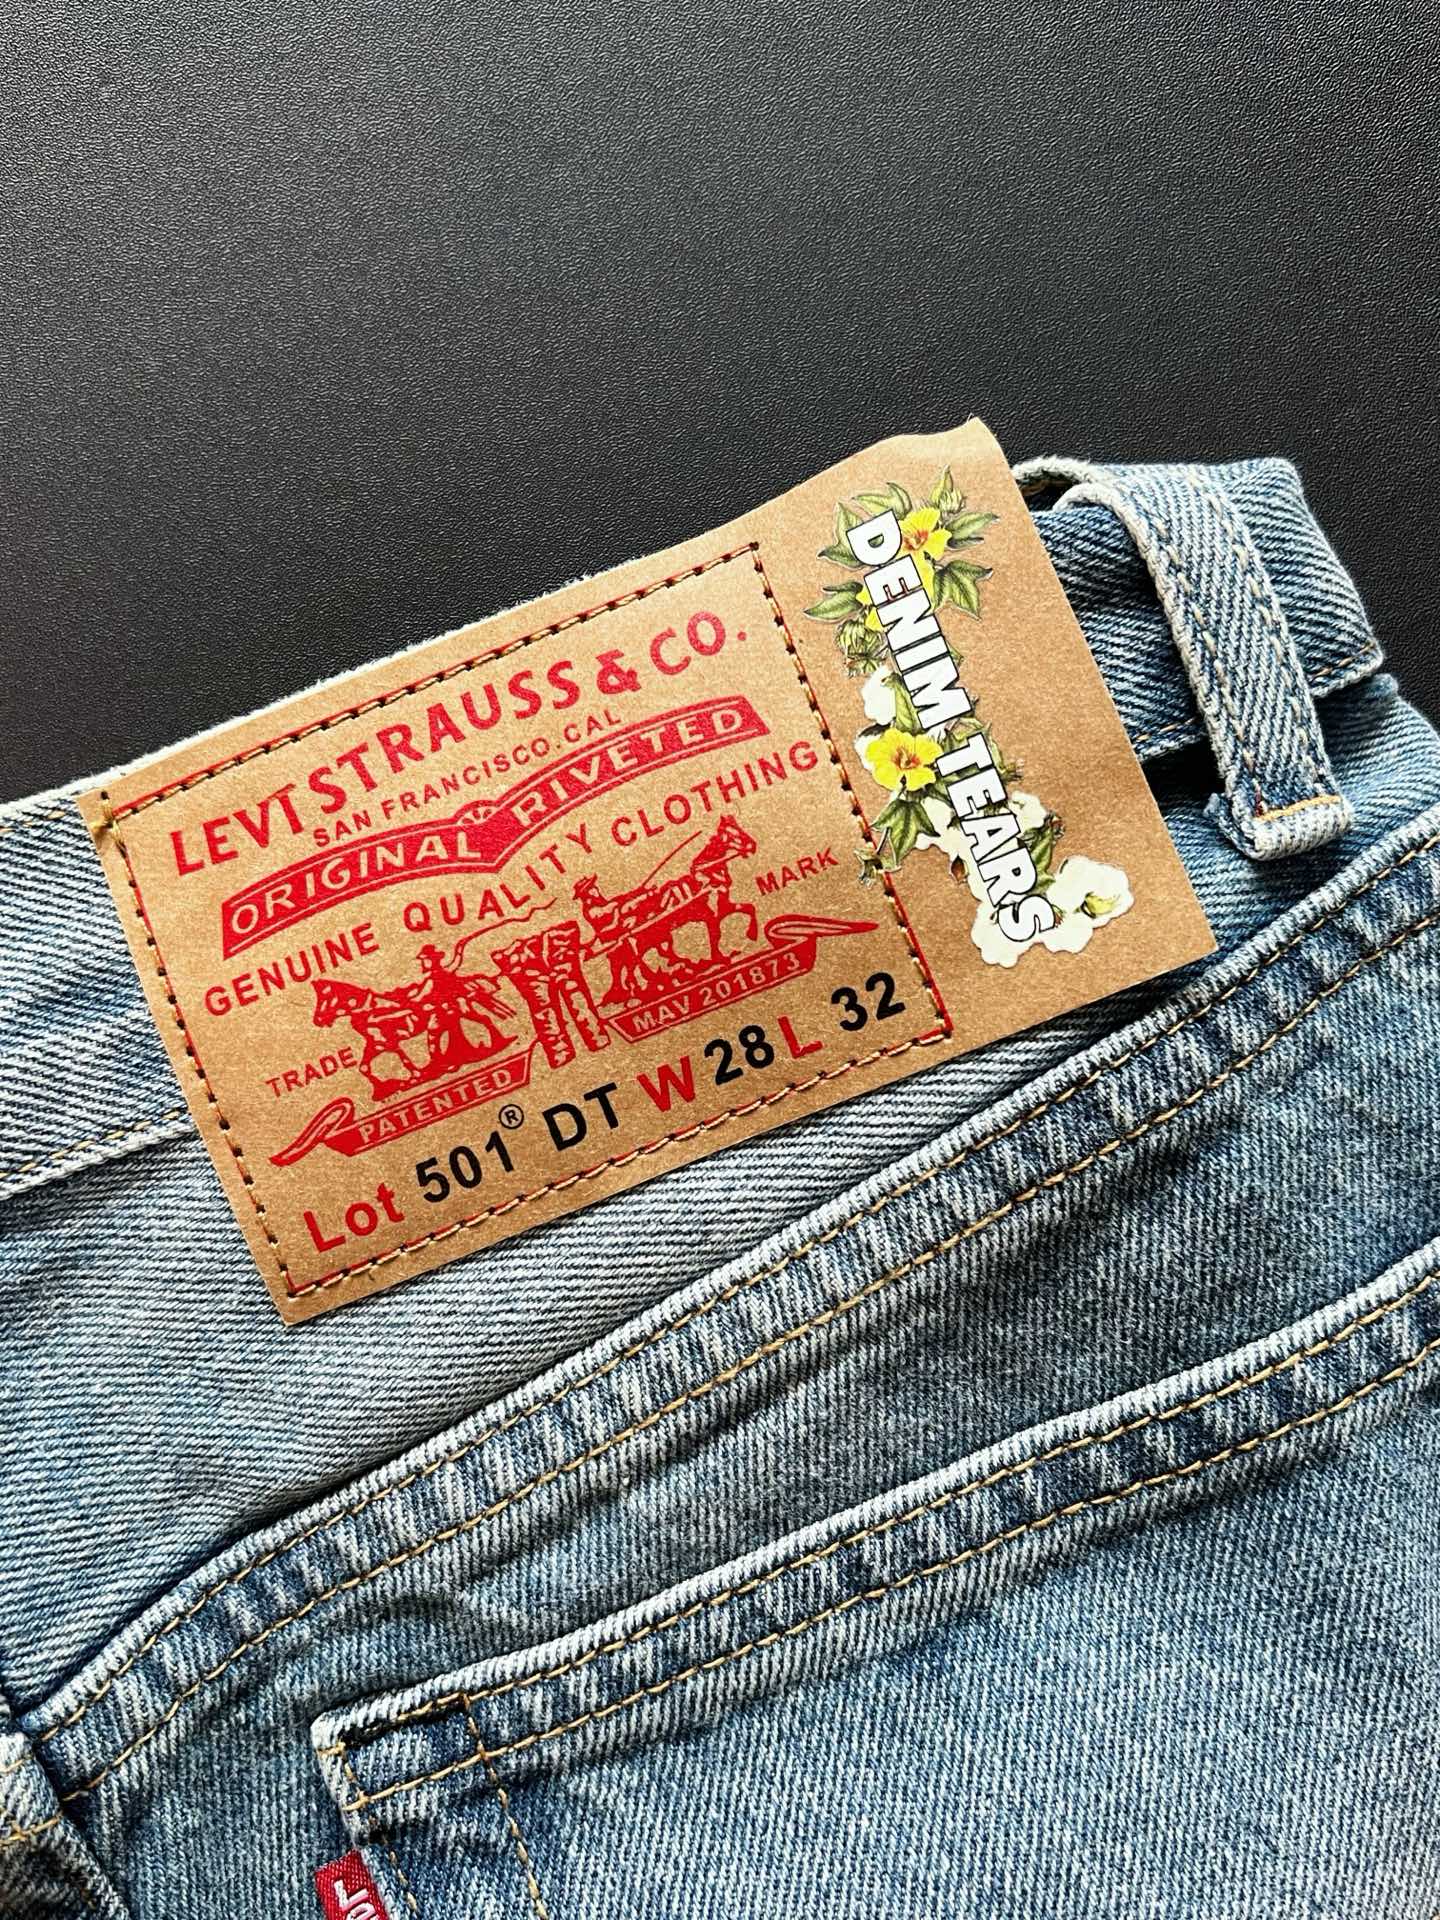 LEVI STRAUSS & CO.
SAN FRANCISCO.CAL
ORIGINAL RIVETED
GENUINE QUALITY CLOTHING
TRADE MARK
PATENTED MAV 201873
Lot 501® DT W 28 L 32
DENIM TEARS